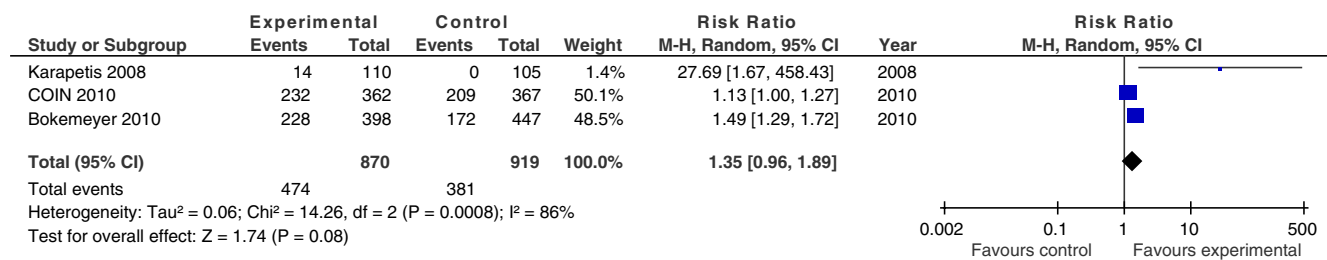 Experimental Control Risk Ratio Risk Ratio
Study or Subgroup Events Total Events Total Weight M-H, Random, 95% CI Year M-H, Random, 95% CI
Karapetis 2008 14 110 0 105 1.4% 27.69 [1.67, 458.43] 2008
COIN 2010 232 362 209 367 50.1% 1.13 [1.00, 1.27] 2010
Bokemeyer 2010 228 398 172 447 48.5% 1.49 [1.29, 1.72] 2010
Total (95% CI) 870 919 100.0% 1.35 [0.96, 1.89]
Total events 474 381
Heterogeneity: Tau² = 0.06; Chi² = 14.26, df = 2 (P = 0.0008); I² = 86%
Test for overall effect: Z = 1.74 (P = 0.08)
0.002 0.1 1 10 500
Favours control Favours experimental